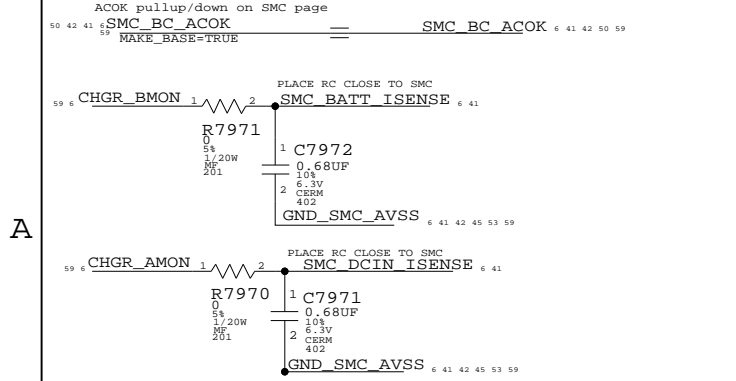 ACOK pullup/down on SMC page
50 42 41 6 SMC_BC_ACOK
59
MAKE_BASE=TRUE
SMC_BC_ACOK 6 41 42 50 59
PLACE RC CLOSE TO SMC
59 6 CHGR_BMON 1 2 SMC_BATT_ISENSE 6 41
R7971
0
5%
1/20W
MF
201
1 C7972
0.68UF
10%
6.3V
2 CERM
402
GND_SMC_AVSS 6 41 42 45 53 59
A
PLACE RC CLOSE TO SMC
59 6 CHGR_AMON 1 2 SMC_DCIN_ISENSE 6 41
R7970
0
5%
1/20W
MF
201
1 C7971
0.68UF
10%
6.3V
2 CERM
402
GND_SMC_AVSS 6 41 42 45 53 59